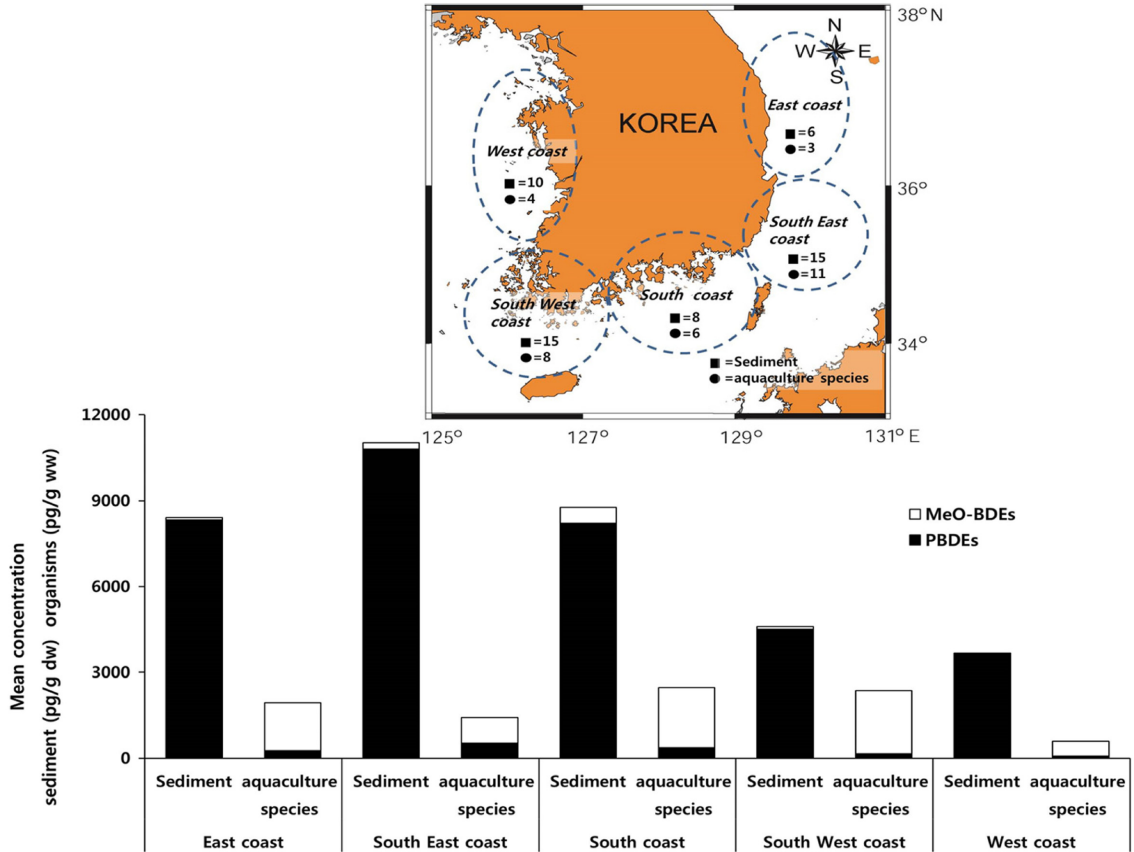 38° N
N
W E
S
East coast
■=6
●=3
KOREA
West coast
■=10
●=4
36°
South East
coast
■=15
●=11
South West
coast
■=15
●=8
South coast
■=8
●=6
34°
■=Sediment
●=aquaculture species
125° 127° 129° 131° E
12000
9000
6000
3000
0
Mean concentration
sediment (pg/g dw) organisms (pg/g ww)
MeO-BDEs
PBDEs
Sediment aquaculture species Sediment aquaculture species Sediment aquaculture species Sediment aquaculture species Sediment aquaculture species
East coast South East coast South coast South West coast West coast